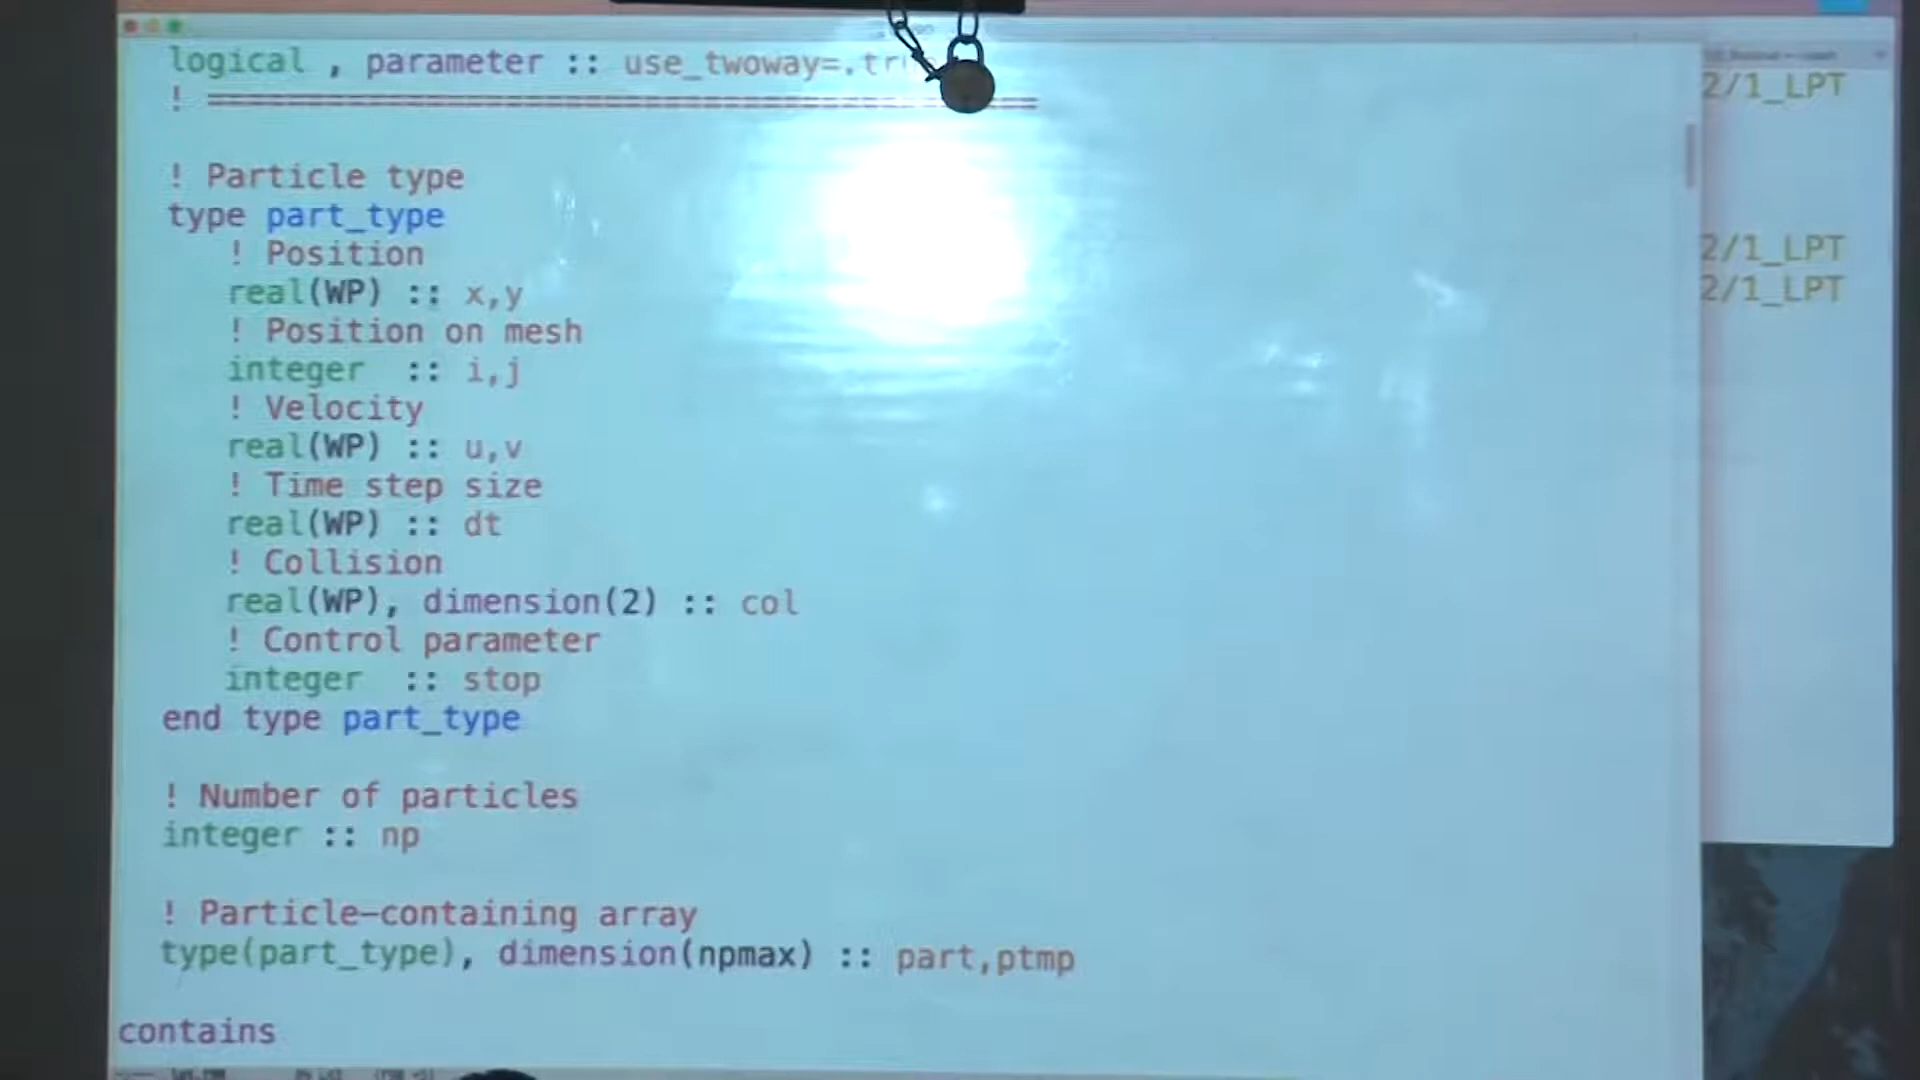 logical , parameter :: use_twoway=.tr
! ==========================================
! Particle type
type part_type
! Position
real(WP) :: x,y
! Position on mesh
integer :: i,j
! Velocity
real(WP) :: u,v
! Time step size
real(WP) :: dt
! Collision
real(WP), dimension(2) :: col
! Control parameter
integer :: stop
end type part_type
! Number of particles
integer :: np
! Particle-containing array
type(part_type), dimension(npmax) :: part,ptmp
contains
2/1_LPT
2/1_LPT
2/1_LPT